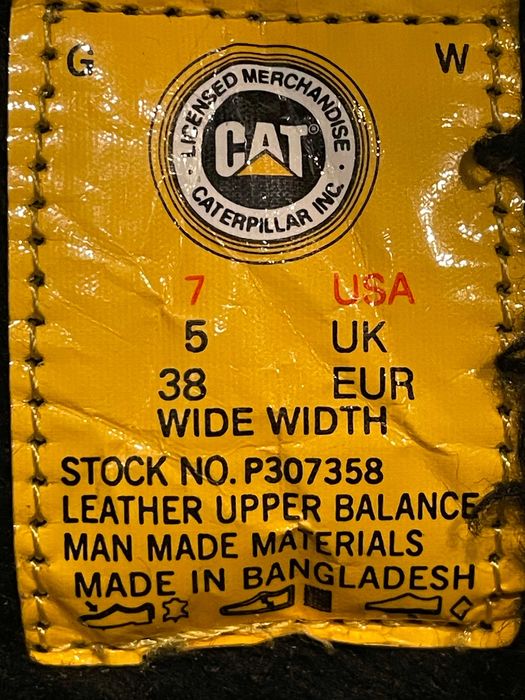 G W
LICENSED MERCHANDISE
CAT®
CATERPILLAR INC.
7 USA
5 UK
38 EUR
WIDE WIDTH
STOCK NO. P307358
LEATHER UPPER BALANCE
MAN MADE MATERIALS
MADE IN BANGLADESH